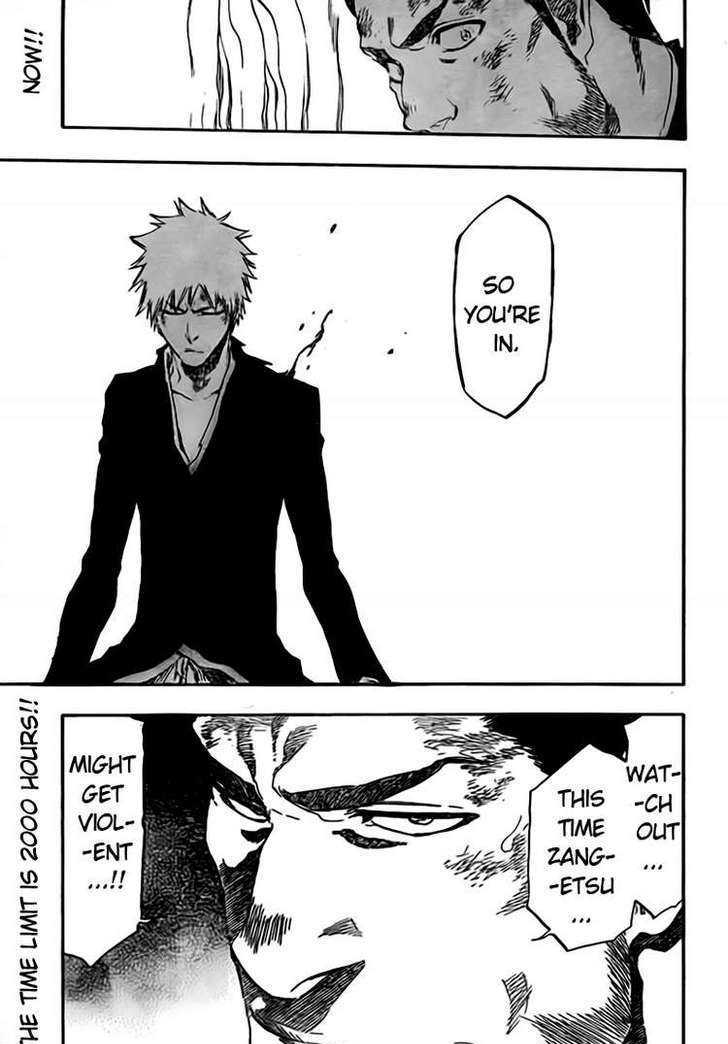 NOW!!
SO
YOU'RE
IN.
WAT-
-CH
OUT
...
THIS
TIME
ZANG-
-ETSU
...
MIGHT
GET
VIOL-
-ENT
...!!
THE TIME LIMIT IS 2000 HOURS!!